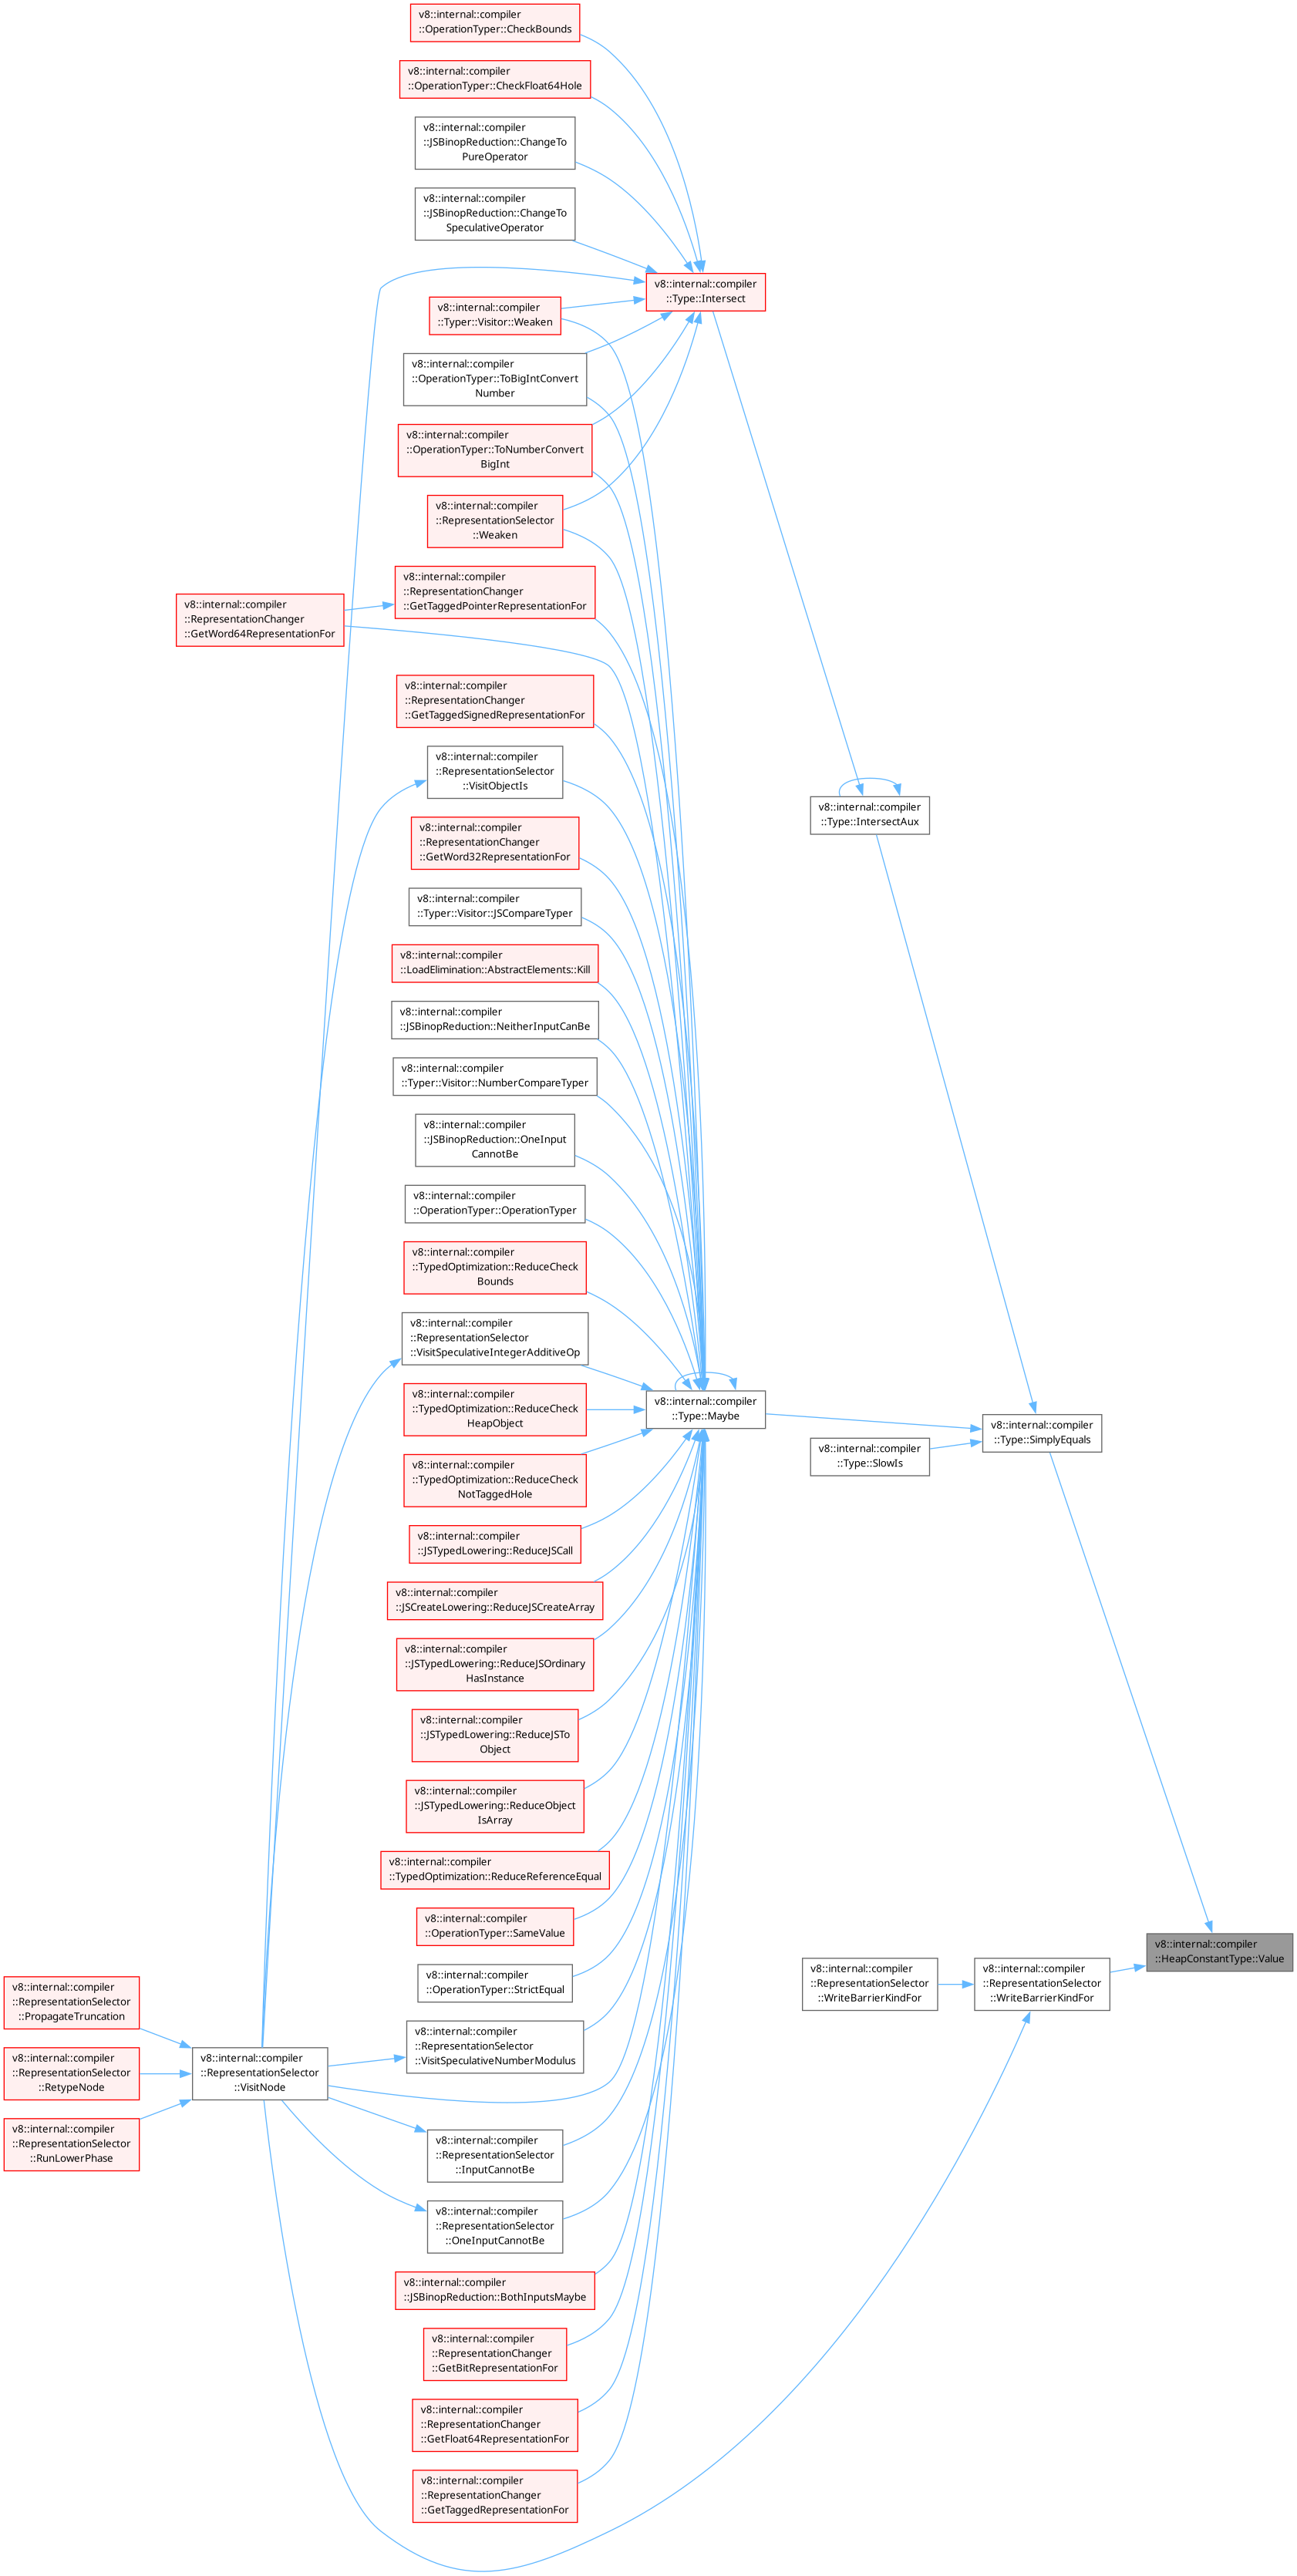 v8::internal::compiler
::OperationTyper::CheckBounds
v8::internal::compiler
::OperationTyper::CheckFloat64Hole
v8::internal::compiler
::JSBinopReduction::ChangeTo
PureOperator
v8::internal::compiler
::JSBinopReduction::ChangeTo
SpeculativeOperator
v8::internal::compiler
::Type::Intersect
v8::internal::compiler
::Typer::Visitor::Weaken
v8::internal::compiler
::OperationTyper::ToBigIntConvert
Number
v8::internal::compiler
::OperationTyper::ToNumberConvert
BigInt
v8::internal::compiler
::RepresentationSelector
::Weaken
v8::internal::compiler
::RepresentationChanger
::GetTaggedPointerRepresentationFor
v8::internal::compiler
::RepresentationChanger
::GetWord64RepresentationFor
v8::internal::compiler
::RepresentationChanger
::GetTaggedSignedRepresentationFor
v8::internal::compiler
::RepresentationSelector
::VisitObjectIs
v8::internal::compiler
::Type::IntersectAux
v8::internal::compiler
::RepresentationChanger
::GetWord32RepresentationFor
v8::internal::compiler
::Typer::Visitor::JSCompareTyper
v8::internal::compiler
::LoadElimination::AbstractElements::Kill
v8::internal::compiler
::JSBinopReduction::NeitherInputCanBe
v8::internal::compiler
::Typer::Visitor::NumberCompareTyper
v8::internal::compiler
::JSBinopReduction::OneInput
CannotBe
v8::internal::compiler
::OperationTyper::OperationTyper
v8::internal::compiler
::TypedOptimization::ReduceCheck
Bounds
v8::internal::compiler
::RepresentationSelector
::VisitSpeculativeIntegerAdditiveOp
v8::internal::compiler
::TypedOptimization::ReduceCheck
HeapObject
v8::internal::compiler
::Type::Maybe
v8::internal::compiler
::Type::SimplyEquals
v8::internal::compiler
::Type::SlowIs
v8::internal::compiler
::TypedOptimization::ReduceCheck
NotTaggedHole
v8::internal::compiler
::JSTypedLowering::ReduceJSCall
v8::internal::compiler
::JSCreateLowering::ReduceJSCreateArray
v8::internal::compiler
::JSTypedLowering::ReduceJSOrdinary
HasInstance
v8::internal::compiler
::JSTypedLowering::ReduceJSTo
Object
v8::internal::compiler
::JSTypedLowering::ReduceObject
IsArray
v8::internal::compiler
::TypedOptimization::ReduceReferenceEqual
v8::internal::compiler
::OperationTyper::SameValue
v8::internal::compiler
::HeapConstantType::Value
v8::internal::compiler
::OperationTyper::StrictEqual
v8::internal::compiler
::RepresentationSelector
::WriteBarrierKindFor
v8::internal::compiler
::RepresentationSelector
::WriteBarrierKindFor
v8::internal::compiler
::RepresentationSelector
::PropagateTruncation
v8::internal::compiler
::RepresentationSelector
::VisitSpeculativeNumberModulus
v8::internal::compiler
::RepresentationSelector
::RetypeNode
v8::internal::compiler
::RepresentationSelector
::VisitNode
v8::internal::compiler
::RepresentationSelector
::RunLowerPhase
v8::internal::compiler
::RepresentationSelector
::InputCannotBe
v8::internal::compiler
::RepresentationSelector
::OneInputCannotBe
v8::internal::compiler
::JSBinopReduction::BothInputsMaybe
v8::internal::compiler
::RepresentationChanger
::GetBitRepresentationFor
v8::internal::compiler
::RepresentationChanger
::GetFloat64RepresentationFor
v8::internal::compiler
::RepresentationChanger
::GetTaggedRepresentationFor